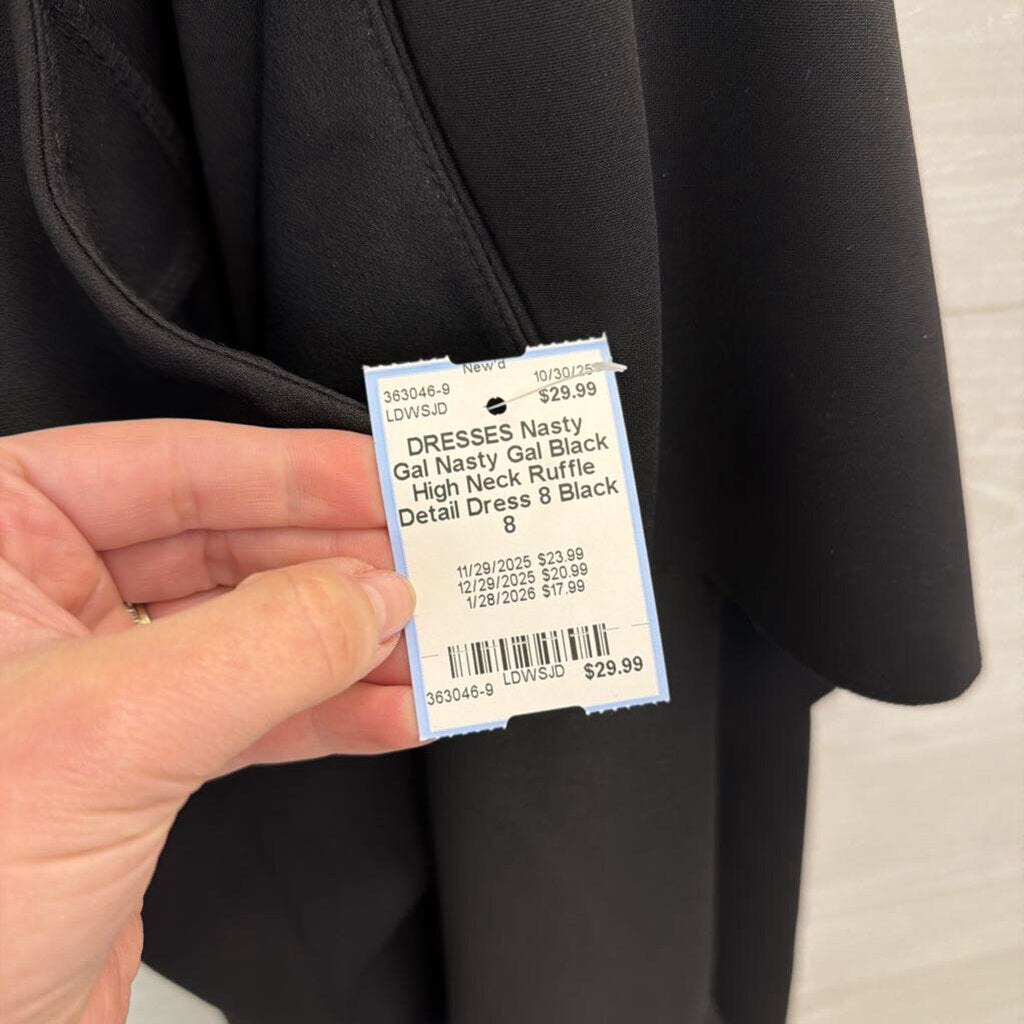 New'd
363046-9 10/30/25
LDWSJD $29.99
DRESSES Nasty
Gal Nasty Gal Black
High Neck Ruffle
Detail Dress 8 Black
8
11/29/2025 $23.99
12/29/2025 $20.99
1/28/2026 $17.99
363046-9 LDWSJD $29.99